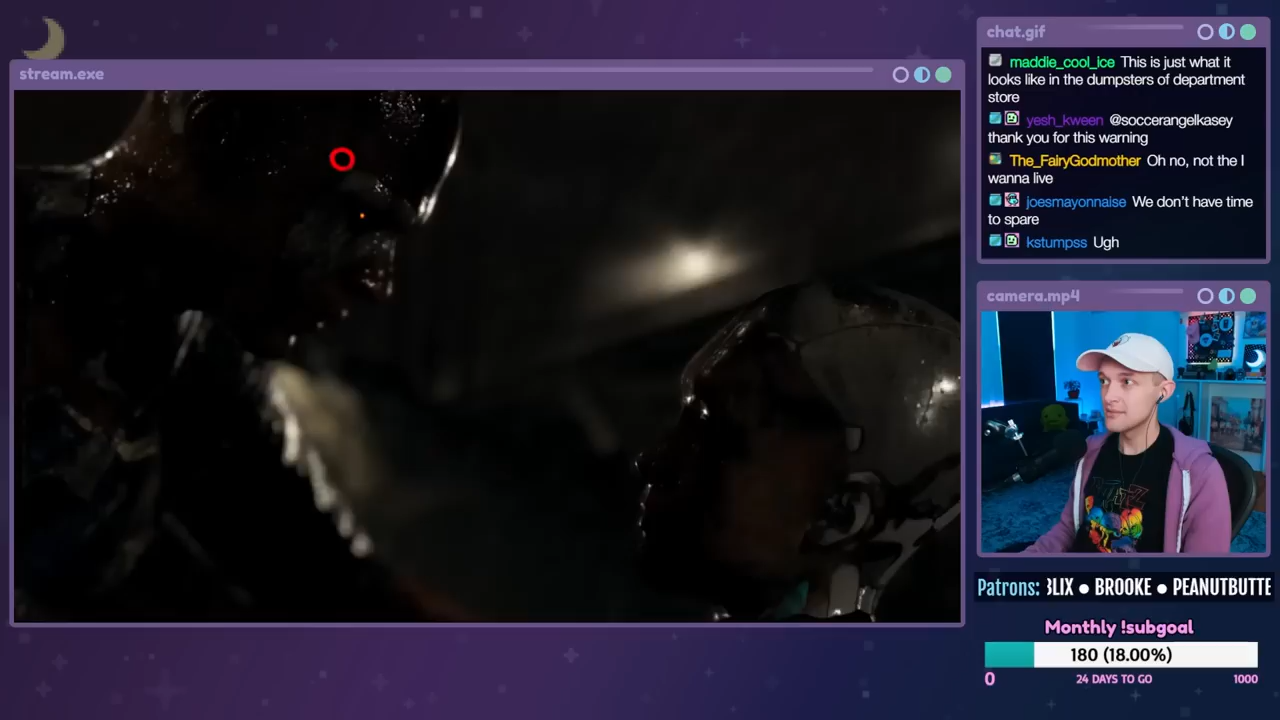 stream.exe
chat.gif
maddie_cool_ice This is just what it
looks like in the dumpsters of department
store
yesh_kween @soccerangelkasey
thank you for this warning
The_FairyGodmother Oh no, not the I
wanna live
joesmayonnaise We don't have time
to spare
kstumpss Ugh
camera.mp4
Patrons: BLIX ● BROOKE ● PEANUTBUTTE
Monthly !subgoal
180 (18.00%)
0 24 DAYS TO GO 1000